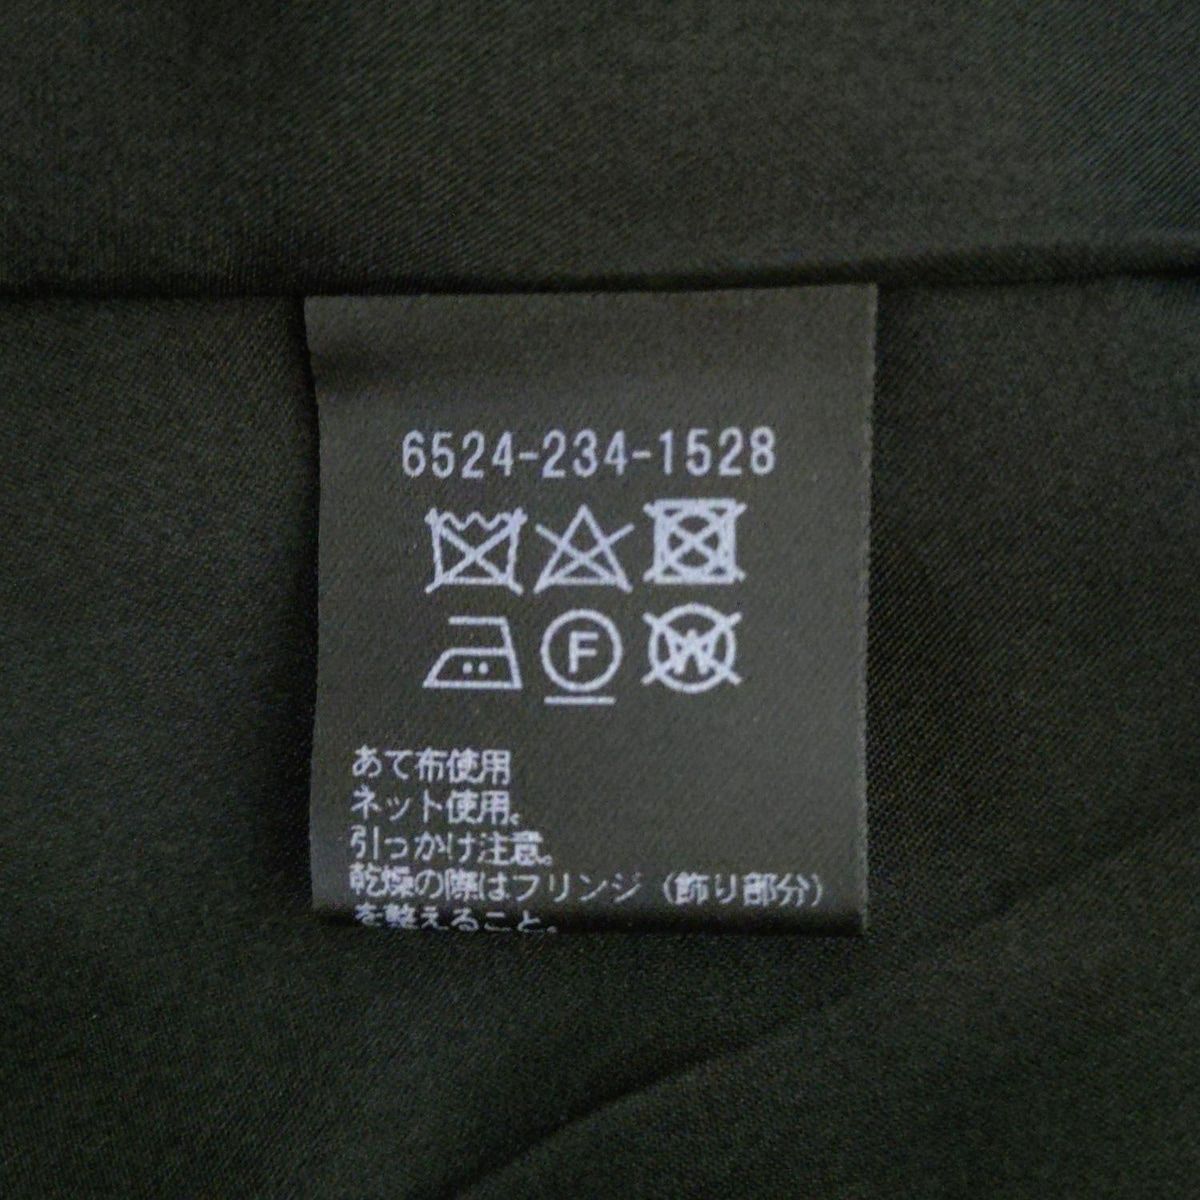 6524-234-1528
F
W
あて布使用
ネット使用。
引っかけ注意。
乾燥の際はフリンジ（飾り部分）
を整えること。